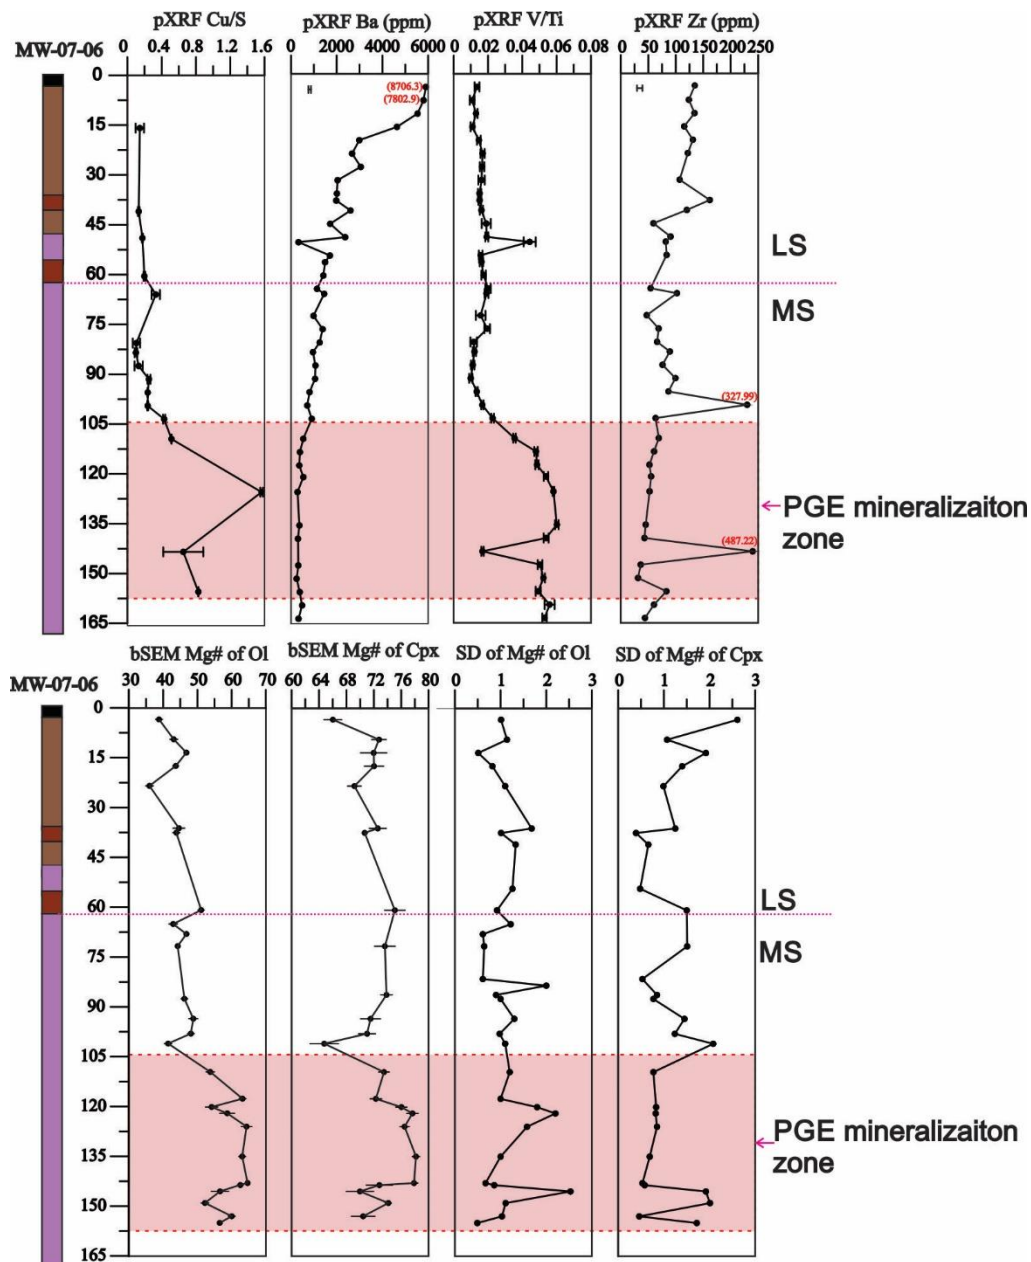 pXRF Cu/S pXRF Ba (ppm) pXRF V/Ti pXRF Zr (ppm)
MW-07-06 0 0.4 0.8 1.2 1.6 0 2000 4000 6000 0 0.02 0.04 0.06 0.08 0 50 100 150 200 250
0
(8706.3)
(7802.9)
15
30
45
LS
60
MS
75
90
(327.99)
105
120
PGE mineralizaiton
zone
135
(487.22)
150
165
bSEM Mg# of Ol bSEM Mg# of Cpx SD of Mg# of Ol SD of Mg# of Cpx
MW-07-06 30 40 50 60 70 60 64 68 72 76 80 0 1 2 3 0 1 2 3
0
15
30
45
60 LS
75 MS
90
105
120
PGE mineralizaiton
135 zone
150
165